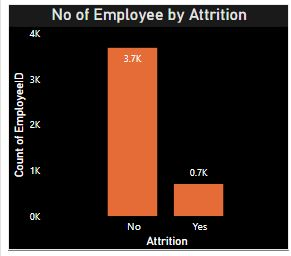 No of Employee by Attrition
4K
3K
2K
1K
0K
Count of EmployeeID
3.7K
0.7K
No
Yes
Attrition